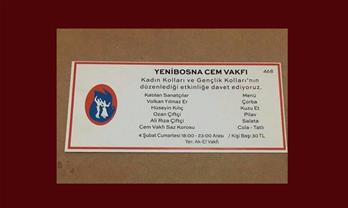 YENİBOSNA CEM VAKFI 468
Kadın Kolları ve Gençlik Kolları'nın
düzenlediği etkinliğe davet ediyoruz.
Katılan Sanatçılar Menü
Volkan Yılmaz Er Çorba
Hüseyin Kılıç Kuzu Et
Ozan Çiftçi Pilav
Ali Rıza Çiftçi Salata
Cem Vakfı Saz Korosu Cola - Tatlı
4 Şubat Cumartesi 18:00 - 23:00 Arası / Kişi Başı 30 TL
Yer: Ak-El Vakfı